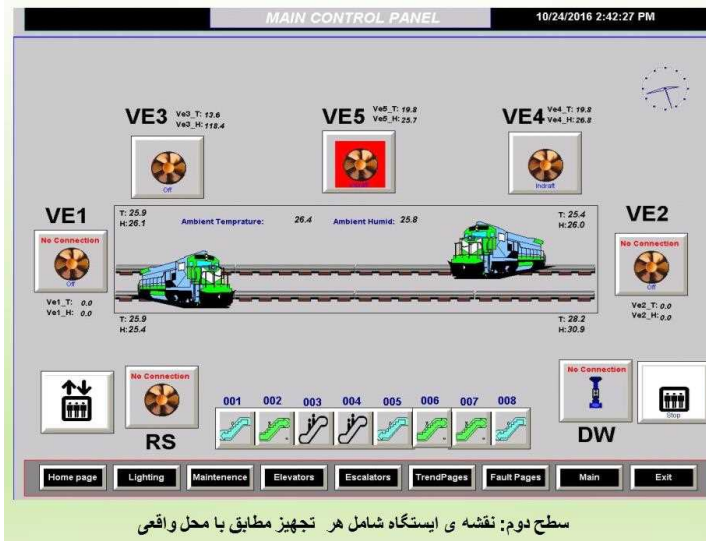 MAIN CONTROL PANEL
10/24/2016 2:42:27 PM
VE3
Ve3_T: 13.6
Ve3_H: 118.4
Off
VE5
Ve5_T: 19.8
Ve5_H: 25.7
Indraft
VE4
Ve4_T: 19.8
Ve4_H: 26.8
Indraft
VE1
No Connection
Off
Ve1_T: 0.0
Ve1_H: 0.0
T: 25.9
H: 26.1
Ambient Temprature: 26.4
Ambient Humid: 25.8
T: 25.4
H: 26.0
VE2
No Connection
Off
Ve2_T: 0.0
Ve2_H: 0.0
T: 25.9
H: 25.4
T: 28.2
H: 30.9
No Connection
RS
001 002 003 004 005 006 007 008
No Connection
DW
Stop
Home page Lighting Maintenence Elevators Escalators TrendPages Fault Pages Main Exit
سطح دوم: نقشه ی ایستگاه شامل هر تجهیز مطابق با محل واقعی